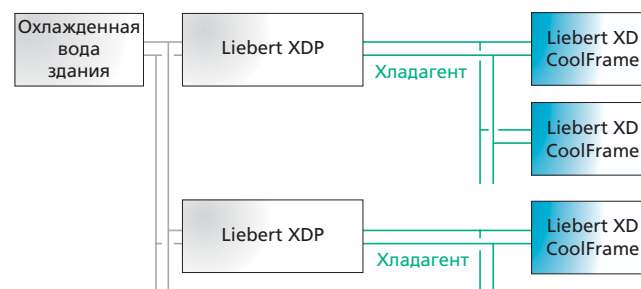 Охлажденная
вода
здания
Liebert XDP
Хладагент
Liebert XD
CoolFrame
Liebert XD
CoolFrame
Liebert XDP
Хладагент
Liebert XD
CoolFrame